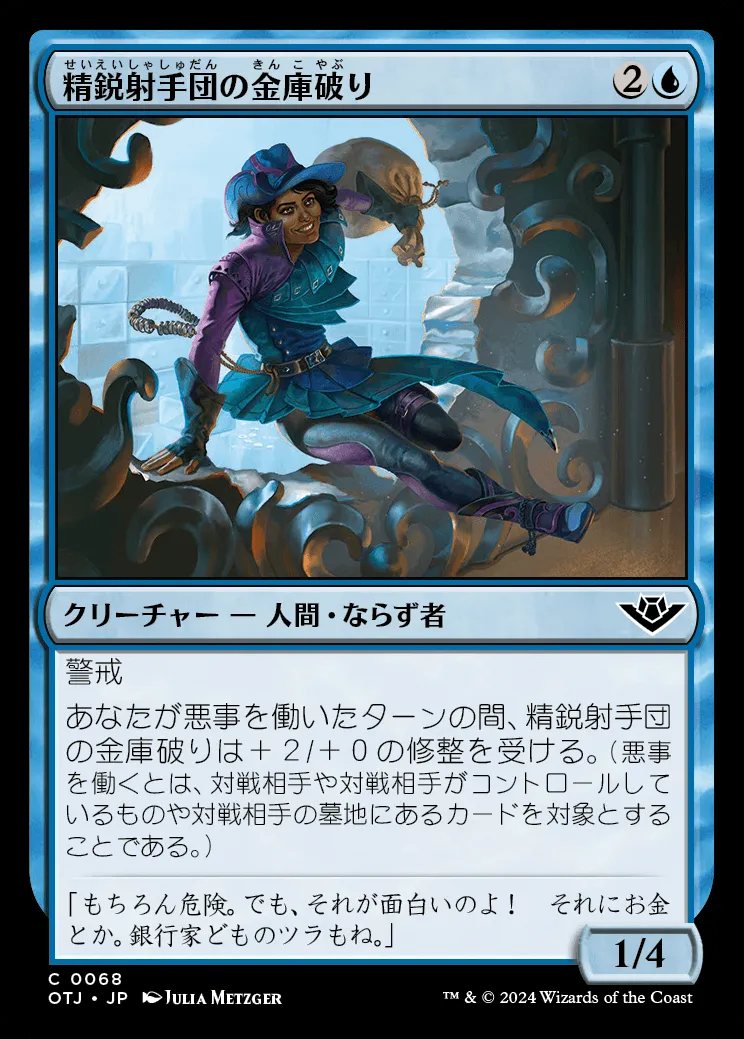 せいえいしゃしゅだん きんこやぶ
精鋭射手団の金庫破り 2
クリーチャー — 人間・ならず者
警戒
あなたが悪事を働いたターンの間、精鋭射手団
の金庫破りは+2/+0の修整を受ける。(悪事
を働くとは、対戦相手や対戦相手がコントロールして
いるものや対戦相手の墓地にあるカードを対象とする
ことである。)
「もちろん危険。でも、それが面白いのよ! それにお金
とか。銀行家どものツラもね。」
1/4
C 0068
OTJ • JP Julia Metzger
™ & © 2024 Wizards of the Coast